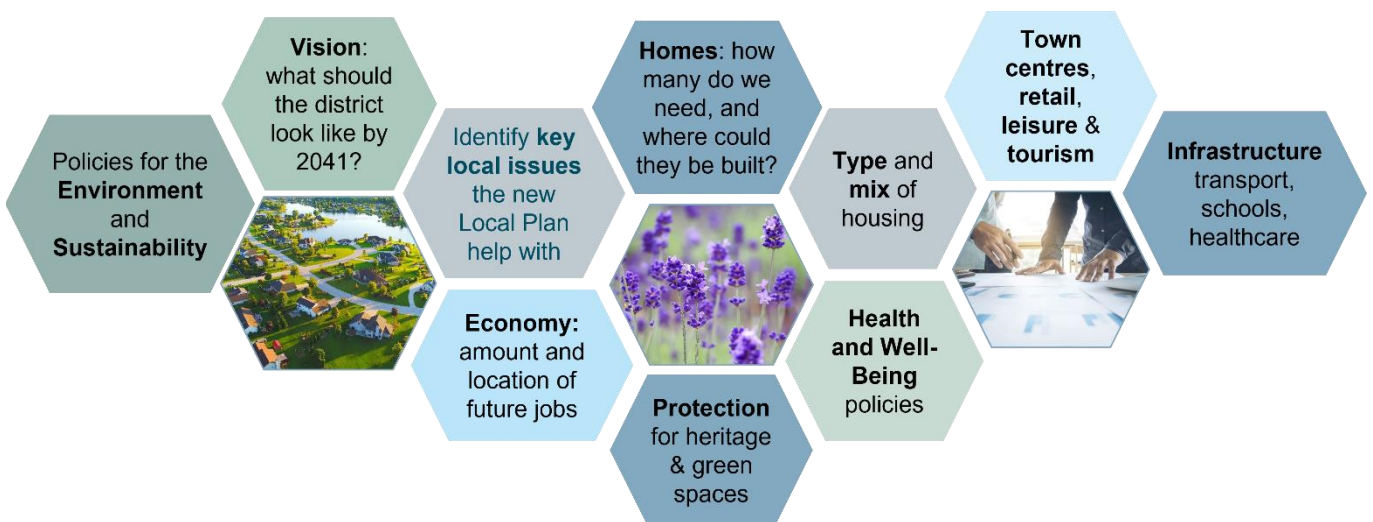 Policies for the
Environment
and
Sustainability
Vision:
what should
the district
look like by
2041?
Identify key
local issues
the new
Local Plan
help with
Economy:
amount and
location of
future jobs
Homes: how
many do we
need, and
where could
they be built?
Protection
for heritage
& green
spaces
Type and
mix of
housing
Health
and Well-
Being
policies
Town
centres,
retail,
leisure &
tourism
Infrastructure
transport,
schools,
healthcare